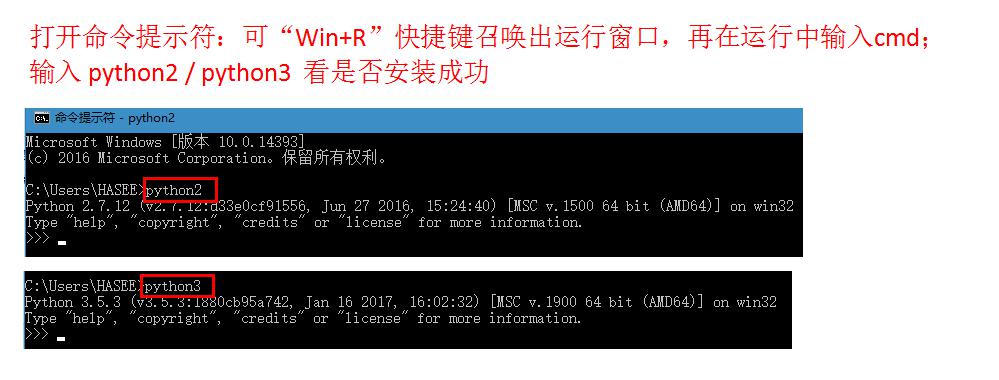 打开命令提示符：可“Win+R”快捷键召唤出运行窗口，再在运行中输入cmd；
输入 python2 / python3 看是否安装成功
命令提示符 - python2
Microsoft Windows [版本 10.0.14393]
(c) 2016 Microsoft Corporation。保留所有权利。
C:\Users\HASEE>python2
Python 2.7.12 (v2.7.12:d33e0cf91556, Jun 27 2016, 15:24:40) [MSC v.1500 64 bit (AMD64)] on win32
Type "help", "copyright", "credits" or "license" for more information.
>>> _
C:\Users\HASEE>python3
Python 3.5.3 (v3.5.3:1880cb95a742, Jan 16 2017, 16:02:32) [MSC v.1900 64 bit (AMD64)] on win32
Type "help", "copyright", "credits" or "license" for more information.
>>> _